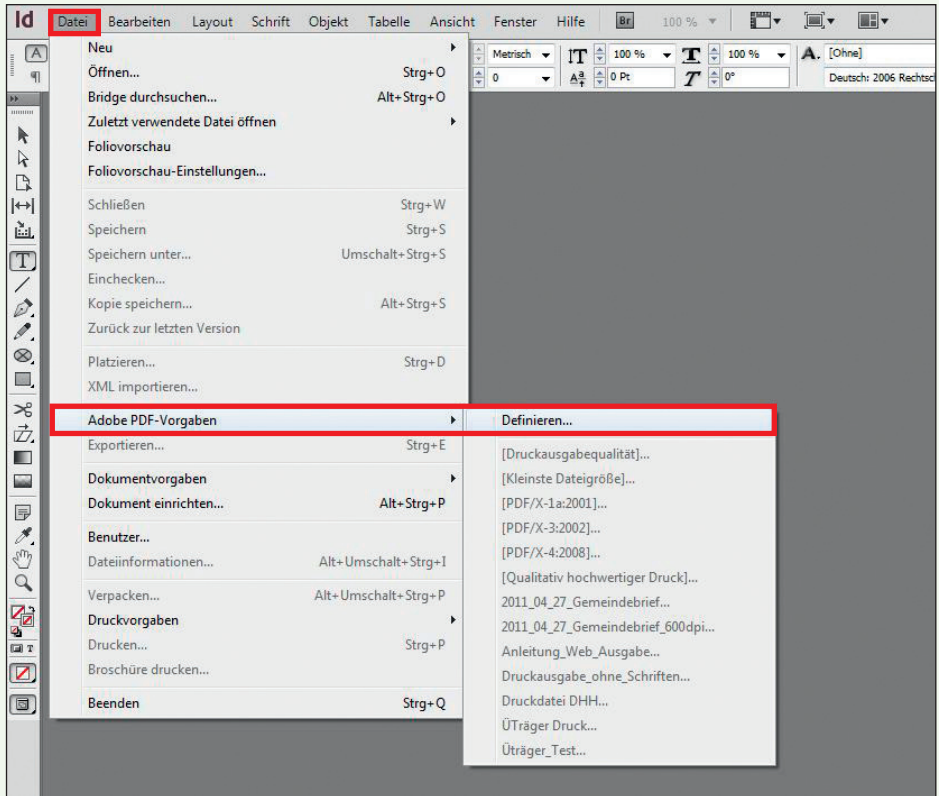 Id Datei Bearbeiten Layout Schrift Objekt Tabelle Ansicht Fenster Hilfe Br 100 %
A Metrisch 100 % 100 % A. [Ohne]
0 0 Pt 0° Deutsch: 2006 Rechtsch
Neu
Öffnen... Strg+O
Bridge durchsuchen... Alt+Strg+O
Zuletzt verwendete Datei öffnen
Foliovorschau
Foliovorschau-Einstellungen...
Schließen Strg+W
Speichern Strg+S
Speichern unter... Umschalt+Strg+S
Einchecken...
Kopie speichern... Alt+Strg+S
Zurück zur letzten Version
Platzieren... Strg+D
XML importieren...
Adobe PDF-Vorgaben Definieren...
Exportieren... Strg+E
Dokumentvorgaben
Dokument einrichten... Alt+Strg+P
Benutzer...
Dateiinformationen... Alt+Umschalt+Strg+I
Verpacken... Alt+Umschalt+Strg+P
Druckvorgaben
Drucken... Strg+P
Broschüre drucken...
Beenden Strg+Q
[Druckausgabequalität]...
[Kleinste Dateigröße]...
[PDF/X-1a:2001]...
[PDF/X-3:2002]...
[PDF/X-4:2008]...
[Qualitativ hochwertiger Druck]...
2011_04_27_Gemeindebrief...
2011_04_27_Gemeindebrief_600dpi...
Anleitung_Web_Ausgabe...
Druckausgabe_ohne_Schriften...
Druckdatei DHH...
ÜTräger Druck...
Üträger_Test...